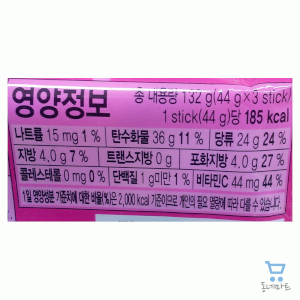 영양정보
총 내용량 132 g(44 g×3 stick)
1 stick(44 g)당 185 kcal
나트륨 15 mg 1 % 탄수화물 36 g 11 % 당류 24 g 24 %
지방 4.0 g 7 % 트랜스지방 0 g 포화지방 4.0 g 27 %
콜레스테롤 0 mg 0 % 단백질 1 g미만 1 % 비타민C 44 mg 44 %
1일 영양성분 기준치에 대한 비율(%)은 2,000 kcal 기준이므로 개인의 필요 열량에 따라 다를 수 있습니다.
동네마트